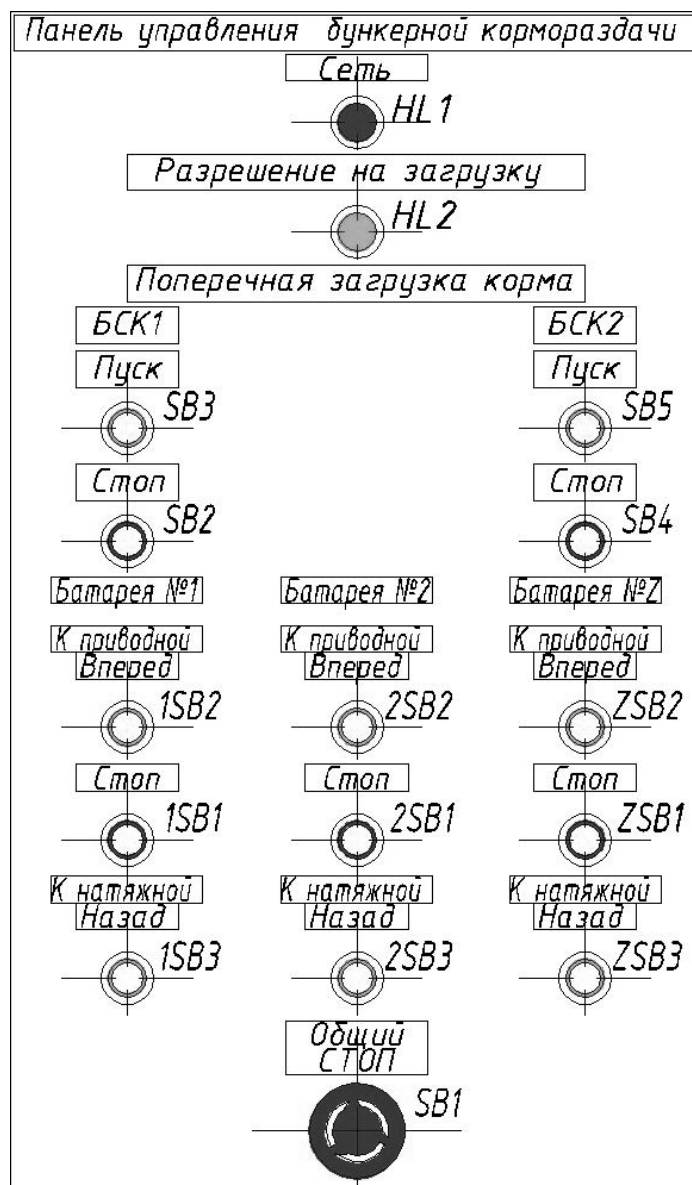 Панель управления бункерной кормораздачи
Сеть
HL1
Разрешение на загрузку
HL2
Поперечная загрузка корма
БСК1 БСК2
Пуск Пуск
SB3 SB5
Стоп Стоп
SB2 SB4
Батарея №1 Батарея №2 Батарея №Z
К приводной К приводной К приводной
Вперед Вперед Вперед
1SB2 2SB2 ZSB2
Стоп Стоп Стоп
1SB1 2SB1 ZSB1
К натяжной К натяжной К натяжной
Назад Назад Назад
1SB3 2SB3 ZSB3
Общий
СТОП
SB1